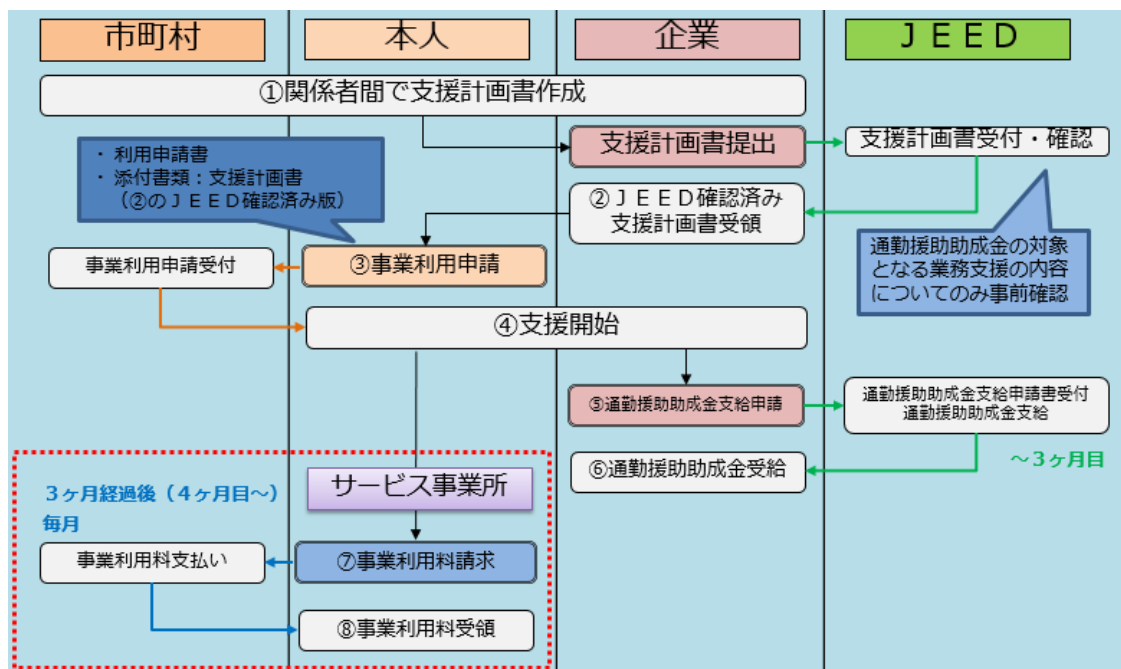 市町村
本人
企業
ＪＥＥＤ
①関係者間で支援計画書作成
・ 利用申請書
・ 添付書類：支援計画書
（②のＪＥＥＤ確認済み版）
支援計画書提出
支援計画書受付・確認
②ＪＥＥＤ確認済み
支援計画書受領
通勤援助助成金の対象
となる業務支援の内容
についてのみ事前確認
事業利用申請受付
③事業利用申請
④支援開始
⑤通勤援助助成金支給申請
通勤援助助成金支給申請書受付
通勤援助助成金支給
～３ヶ月目
⑥通勤援助助成金受給
サービス事業所
３ヶ月経過後（４ヶ月目～）
毎月
事業利用料支払い
⑦事業利用料請求
⑧事業利用料受領